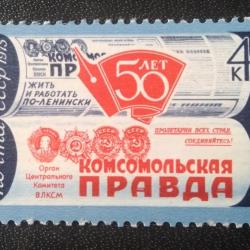 ПОЧТА СССР 1975
КОМСОМОЛЬСКАЯ
ПР
50 ЛЕТ
ЖИТЬ
И РАБОТАТЬ
ПО-ЛЕНИНСКИ
4К
ПРОЛЕТАРИИ ВСЕХ СТРАН,
СОЕДИНЯЙТЕСЬ!
КОМСОМОЛЬСКАЯ
ПРАВДА
Орган
Центрального
Комитета
ВЛКСМ